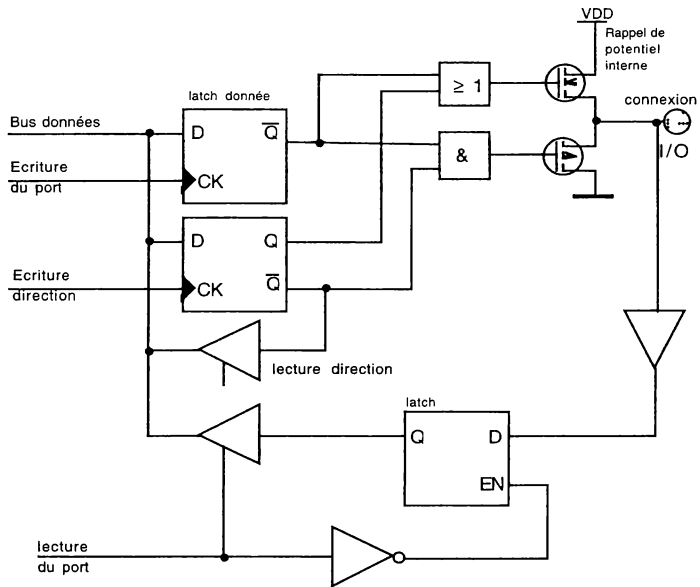 VDD
Rappel de
potentiel
interne
connexion
I/O
latch donnée
Bus données
D
Q
≥ 1
Ecriture
du port
CK
&
D
Q
Ecriture
direction
CK
Q
lecture direction
latch
Q
D
EN
lecture
du port